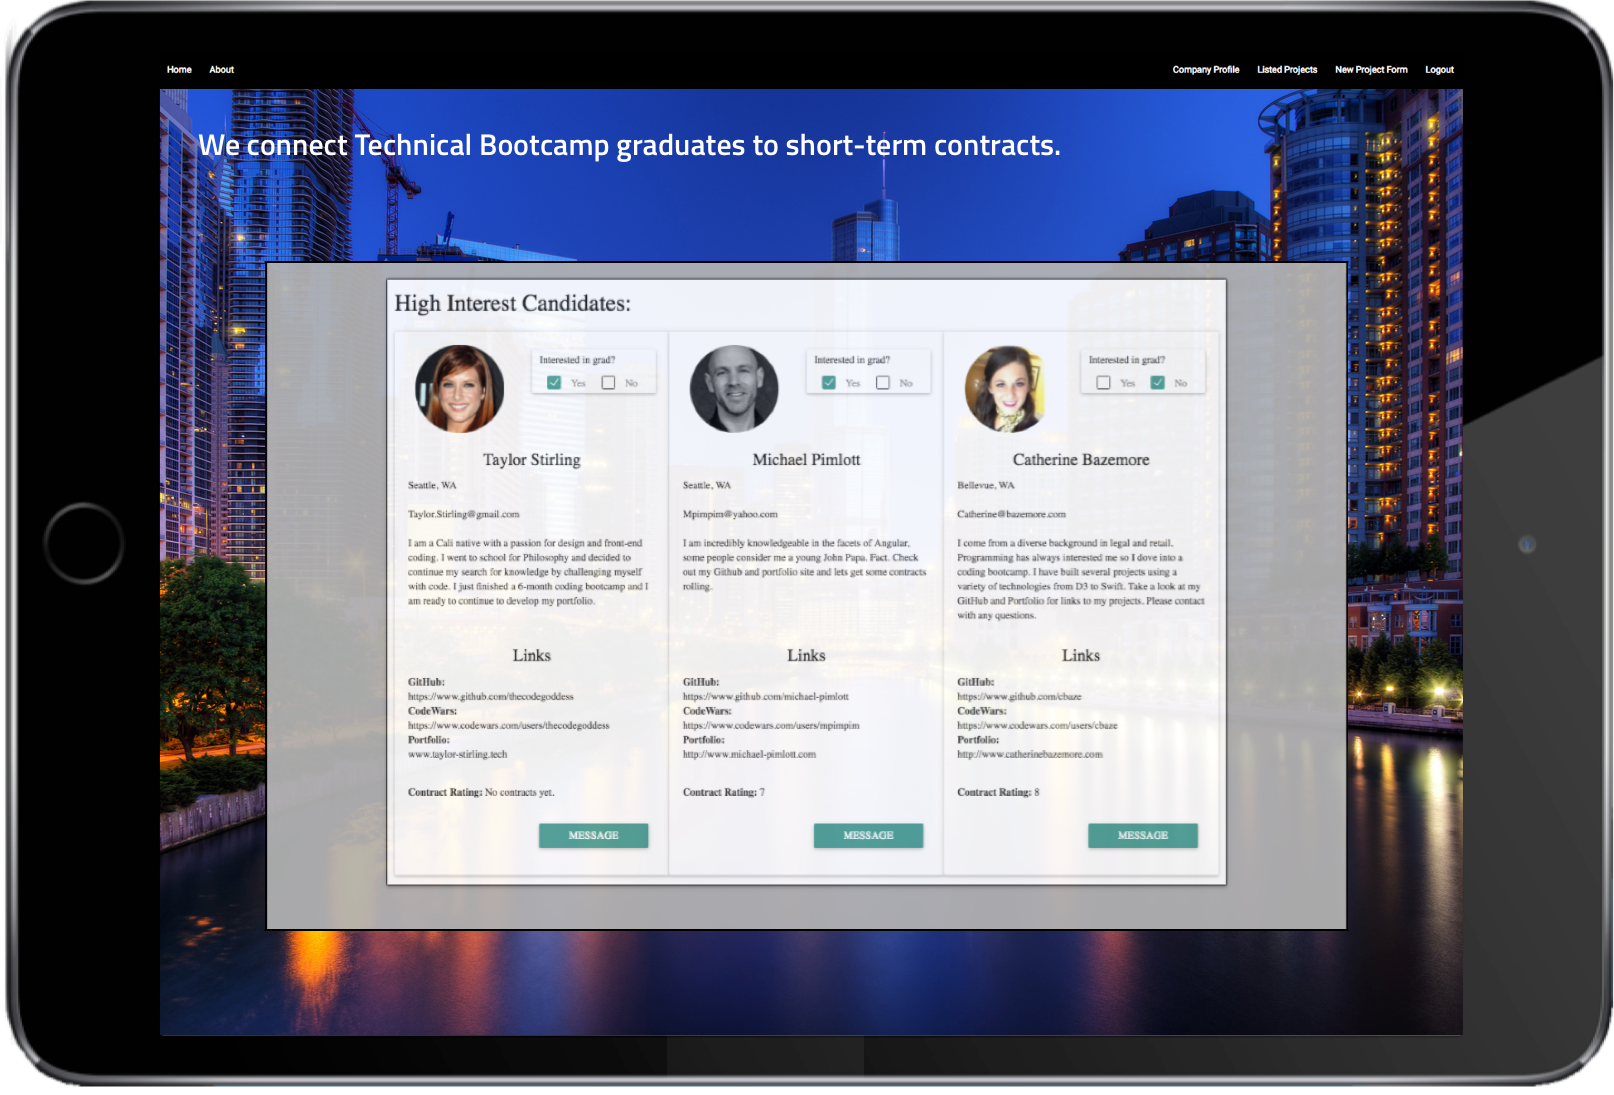 Home About Company Profile Listed Projects New Project Form Logout
We connect Technical Bootcamp graduates to short-term contracts.
High Interest Candidates:
Interested in grad?
Yes No
Taylor Stirling
Seattle, WA
Taylor.Stirling@gmail.com
I am a Cali native with a passion for design and front-end
coding. I went to school for Philosophy and decided to
continue my search for knowledge by challenging myself
with code. I just finished a 6-month coding bootcamp and I
am ready to continue to develop my portfolio.
Links
GitHub:
https://www.github.com/thecodegoddess
CodeWars:
https://www.codewars.com/users/thecodegoddess
Portfolio:
www.taylor-stirling.tech
Contract Rating: No contracts yet.
MESSAGE
Interested in grad?
Yes No
Michael Pimlott
Seattle, WA
Mpimpim@yahoo.com
I am incredibly knowledgeable in the facets of Angular,
some people consider me a young John Papa. Fact. Check
out my Github and portfolio site and lets get some contracts
rolling.
Links
GitHub:
https://www.github.com/michael-pimlott
CodeWars:
https://www.codewars.com/users/mpimpim
Portfolio:
http://www.michael-pimlott.com
Contract Rating: 7
MESSAGE
Interested in grad?
Yes No
Catherine Bazemore
Bellevue, WA
Catherine@bazemore.com
I come from a diverse background in legal and retail.
Programming has always interested me so I dove into a
coding bootcamp. I have built several projects using a
variety of technologies from D3 to Swift. Take a look at my
GitHub and Portfolio for links to my projects. Please contact
with any questions.
Links
GitHub:
https://www.github.com/cbaze
CodeWars:
https://www.codewars.com/users/cbaze
Portfolio:
http://www.catherinebazemore.com
Contract Rating: 8
MESSAGE